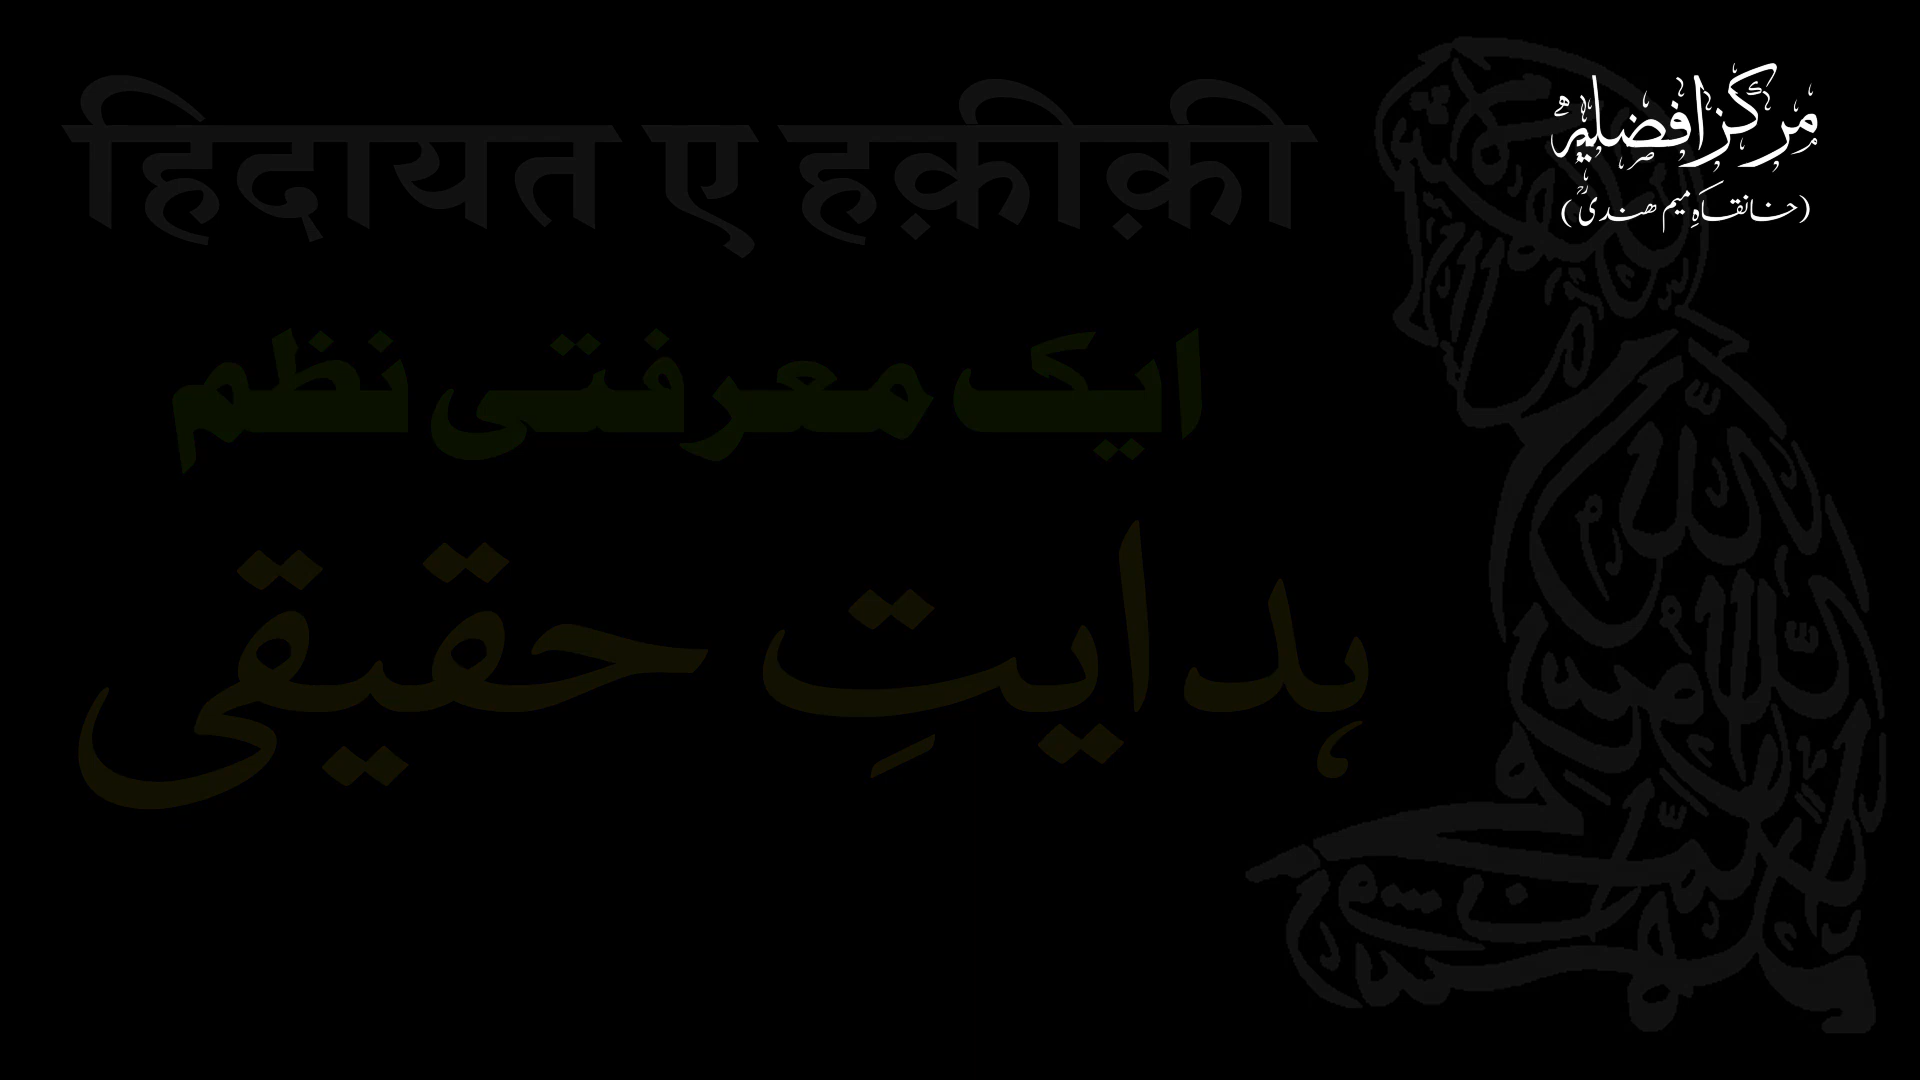 हिदायत ए हक़ीक़ी
مرکزِ افضلیہ
(خانقاہِ میم ھندیؒ)
ایک معرفتی نظم
ہدایتِ حقیقی